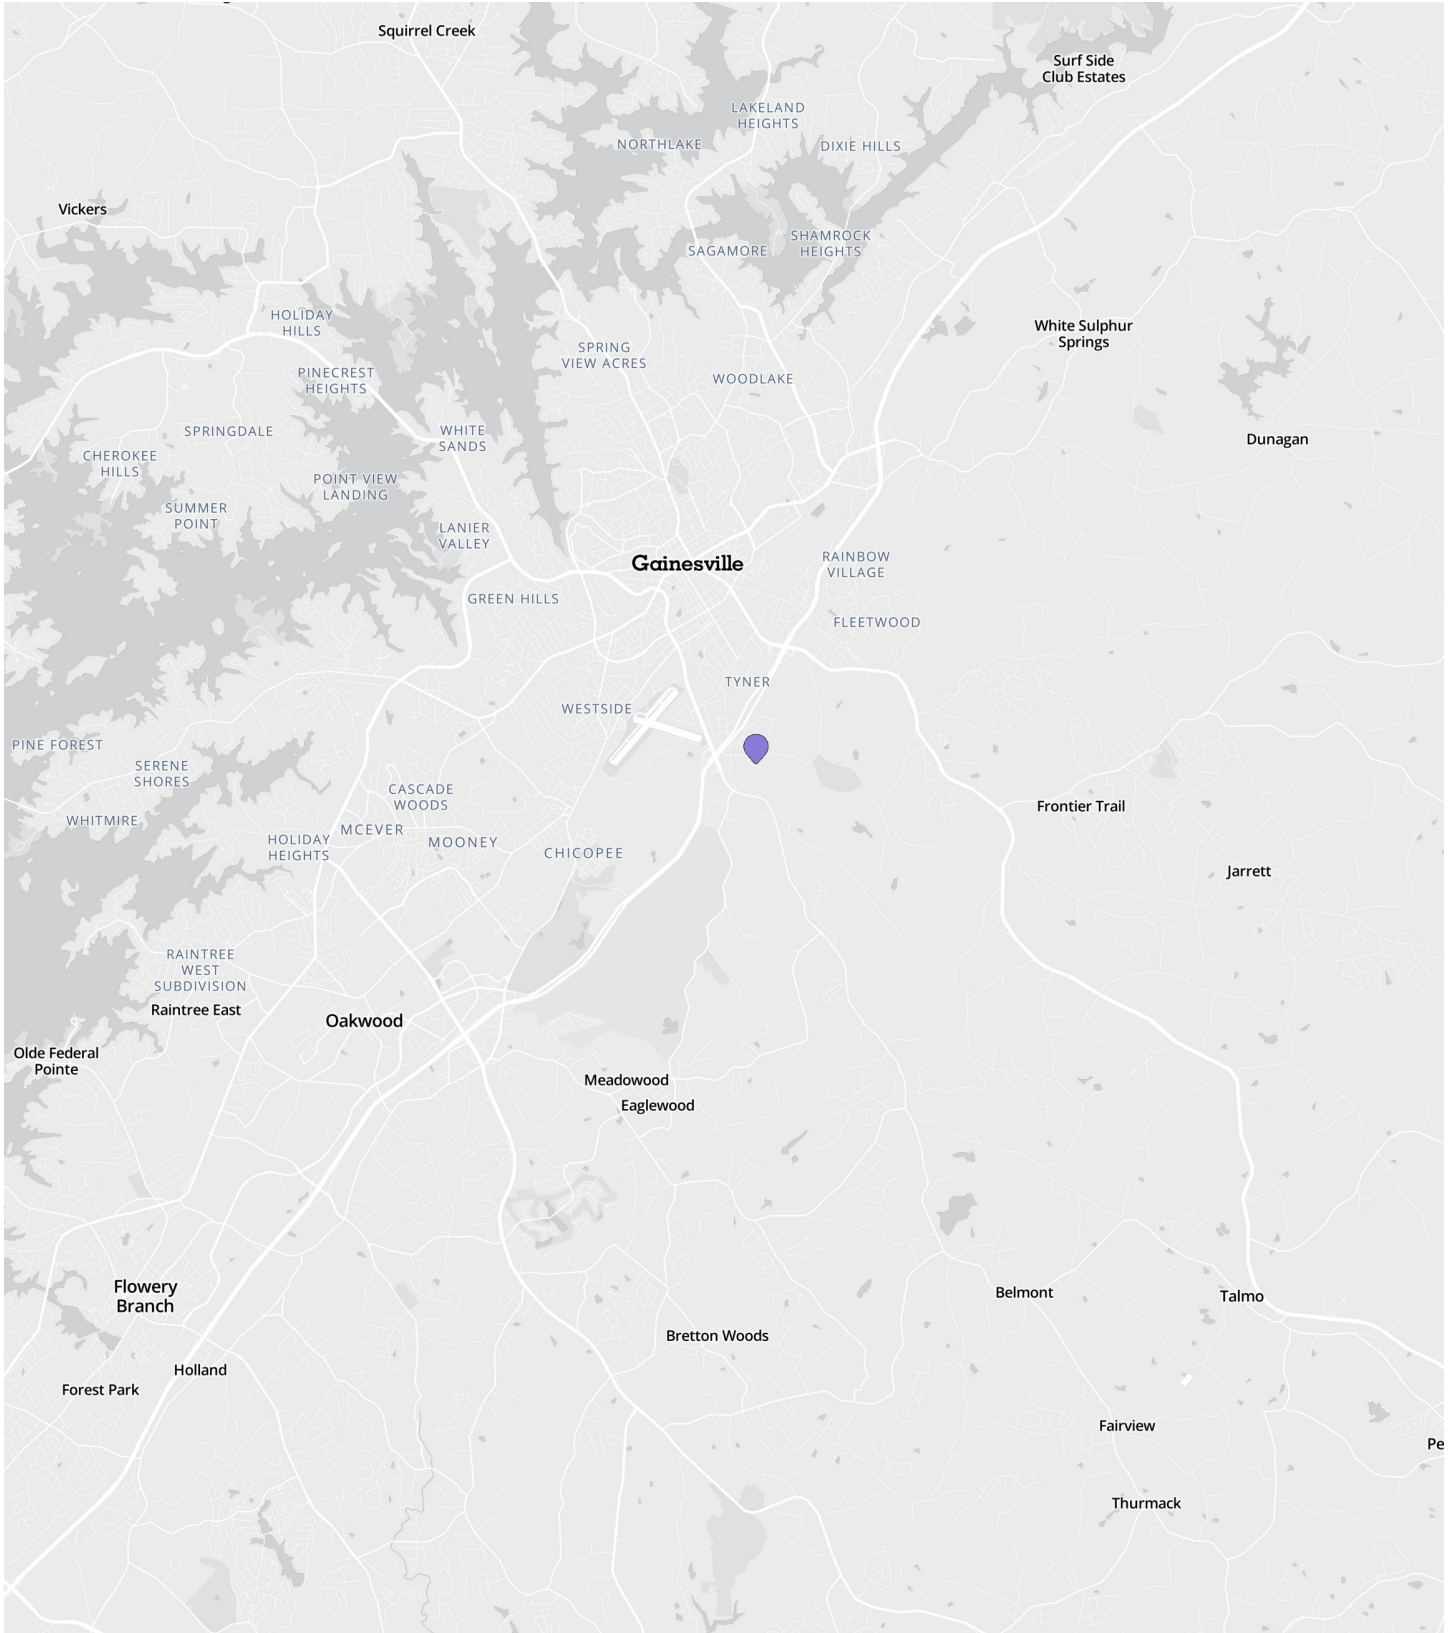 Squirrel Creek
Surf Side
Club Estates
LAKELAND
HEIGHTS
NORTHLAKE
DIXIE HILLS
Vickers
SHAMROCK
HEIGHTS
SAGAMORE
HOLIDAY
HILLS
White Sulphur
Springs
SPRING
VIEW ACRES
PINECREST
HEIGHTS
WOODLAKE
SPRINGDALE
WHITE
SANDS
Dunagan
CHEROKEE
HILLS
POINT VIEW
LANDING
SUMMER
POINT
LANIER
VALLEY
Gainesville
RAINBOW
VILLAGE
GREEN HILLS
FLEETWOOD
TYNER
WESTSIDE
PINE FOREST
SERENE
SHORES
CASCADE
WOODS
Frontier Trail
WHITMIRE
MCEVER
HOLIDAY
HEIGHTS
MOONEY
CHICOPEE
Jarrett
RAINTREE
WEST
SUBDIVISION
Raintree East
Oakwood
Olde Federal
Pointe
Meadowood
Eaglewood
Flowery
Branch
Belmont
Talmo
Bretton Woods
Holland
Forest Park
Fairview
Pe
Thurmack